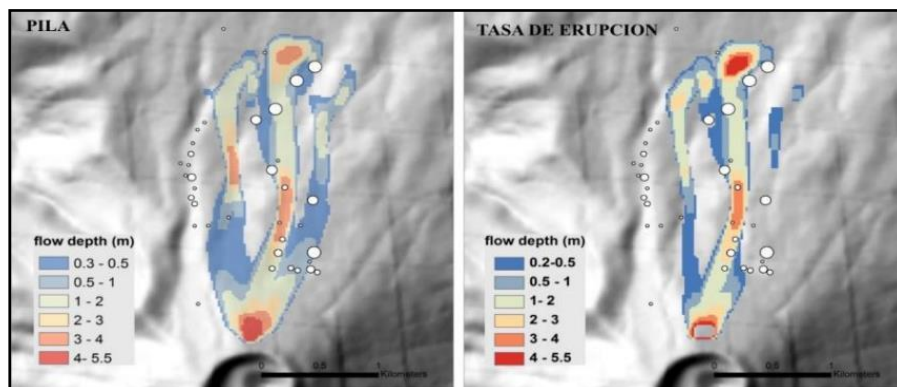 PILA
flow depth (m)
0.3 - 0.5
0.5 - 1
1 - 2
2 - 3
3 - 4
4- 5.5
0 0.5 1
Kilometers
TASA DE ERUPCION
flow depth (m)
0.2-0.5
0.5 - 1
1- 2
2 - 3
3 - 4
4 - 5.5
0 0.5 1
Kilometers